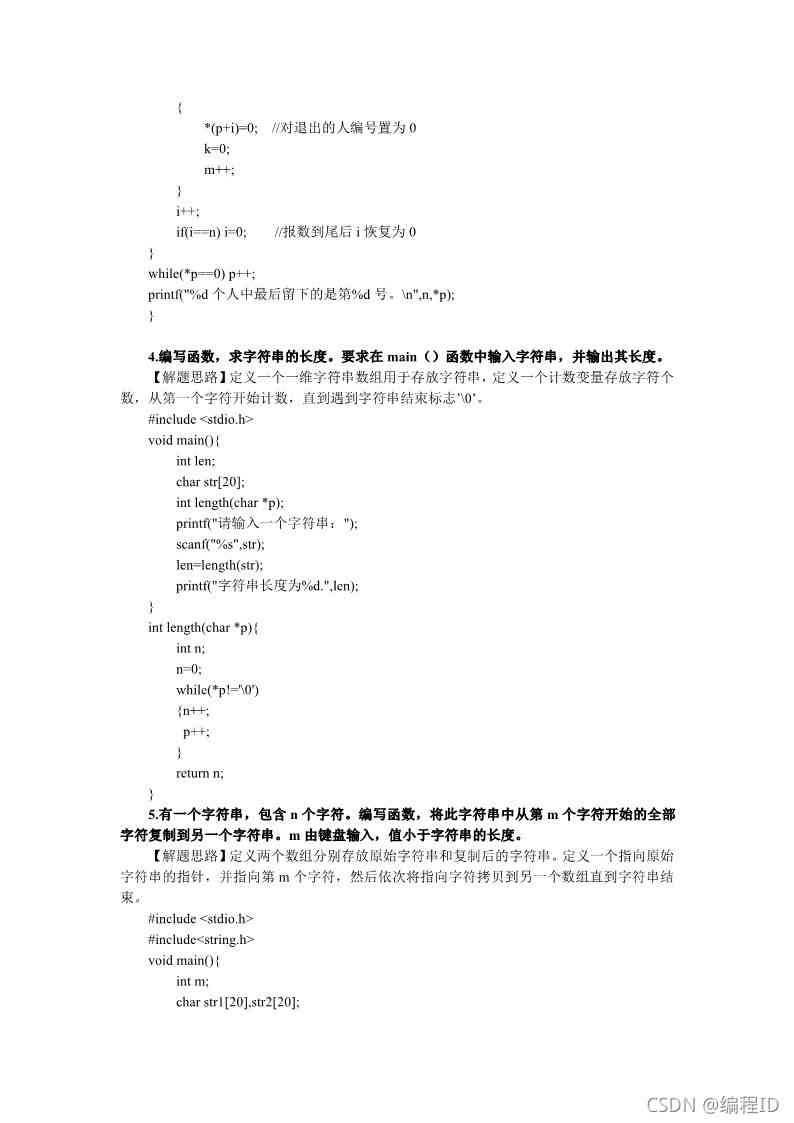 {
*(p+i)=0; //对退出的人编号置为 0
k=0;
m++;
}
i++;
if(i==n) i=0; //报数到尾后 i 恢复为 0
}
while(*p==0) p++;
printf("%d 个人中最后留下的是第%d 号。\n",n,*p);
}
4.编写函数，求字符串的长度。要求在 main（）函数中输入字符串，并输出其长度。
【解题思路】定义一个一维字符串数组用于存放字符串，定义一个计数变量存放字符个
数，从第一个字符开始计数，直到遇到字符串结束标志’\0’。
#include <stdio.h>
void main(){
int len;
char str[20];
int length(char *p);
printf("请输入一个字符串：");
scanf("%s",str);
len=length(str);
printf("字符串长度为%d.",len);
}
int length(char *p){
int n;
n=0;
while(*p!='\0')
{n++;
p++;
}
return n;
}
5.有一个字符串，包含 n 个字符。编写函数，将此字符串中从第 m 个字符开始的全部
字符复制到另一个字符串。m 由键盘输入，值小于字符串的长度。
【解题思路】定义两个数组分别存放原始字符串和复制后的字符串。定义一个指向原始
字符串的指针，并指向第 m 个字符，然后依次将指向字符拷贝到另一个数组直到字符串结
束。
#include <stdio.h>
#include<string.h>
void main(){
int m;
char str1[20],str2[20];
CSDN @编程ID